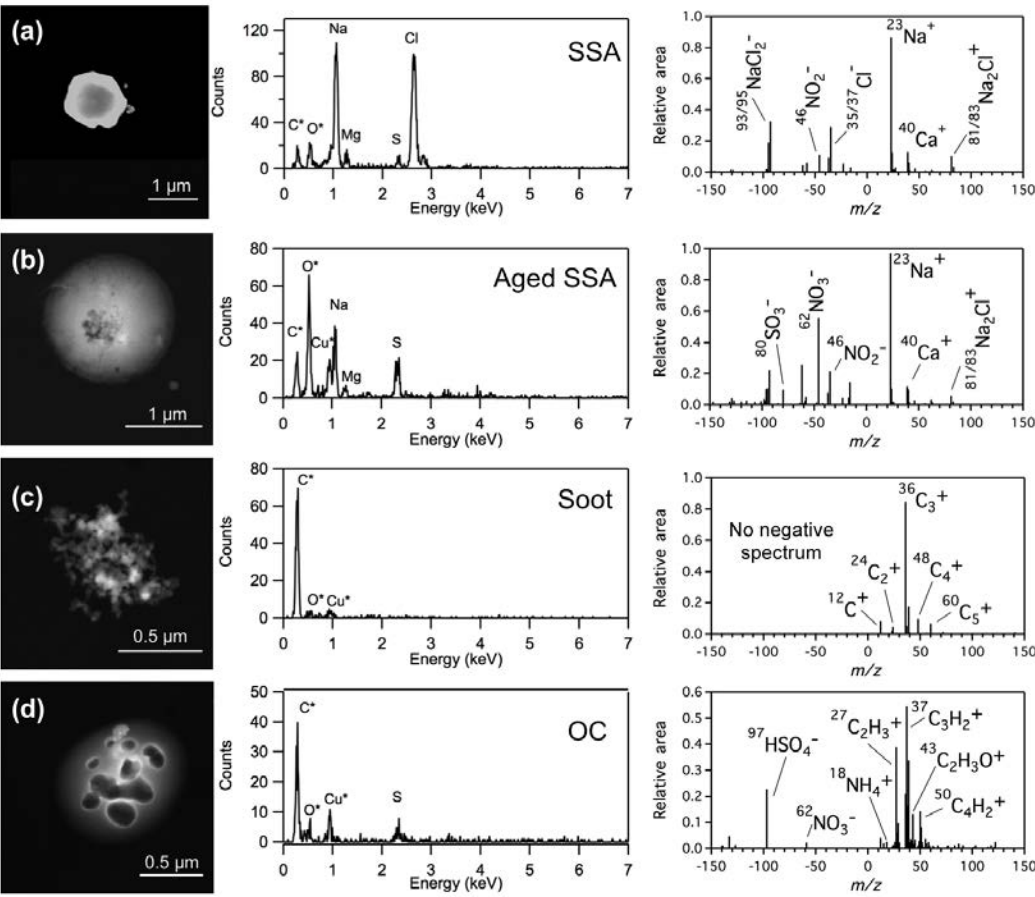 (a)
1 µm
120
80
40
0
Counts
C* O* Na Mg S Cl
SSA
0 1 2 3 4 5 6 7
Energy (keV)
1.0
0.8
0.6
0.4
0.2
0.0
Relative area
93/95NaCl2-
46NO2-
35/37Cl-
23Na+
40Ca+
81/83Na2Cl+
-150 -100 -50 0 50 100 150
m/z
(b)
1 µm
80
60
40
20
0
Counts
C* O* Cu* Na Mg S
Aged SSA
0 1 2 3 4 5 6 7
Energy (keV)
1.0
0.8
0.6
0.4
0.2
0.0
Relative area
80SO3-
62NO3-
46NO2-
23Na+
40Ca+
81/83Na2Cl+
-150 -100 -50 0 50 100 150
m/z
(c)
0.5 µm
80
60
40
20
0
Counts
C* O* Cu*
Soot
0 1 2 3 4 5 6 7
Energy (keV)
1.0
0.8
0.6
0.4
0.2
0.0
Relative area
No negative
spectrum
12C+
24C2+
36C3+
48C4+
60C5+
-150 -100 -50 0 50 100 150
m/z
(d)
0.5 µm
50
40
30
20
10
0
Counts
C* O* Cu* S
OC
0 1 2 3 4 5 6 7
Energy (keV)
0.6
0.5
0.4
0.3
0.2
0.1
0.0
Relative area
97HSO4-
62NO3-
18NH4+
27C2H3+
37C3H2+
43C2H3O+
50C4H2+
-150 -100 -50 0 50 100 150
m/z